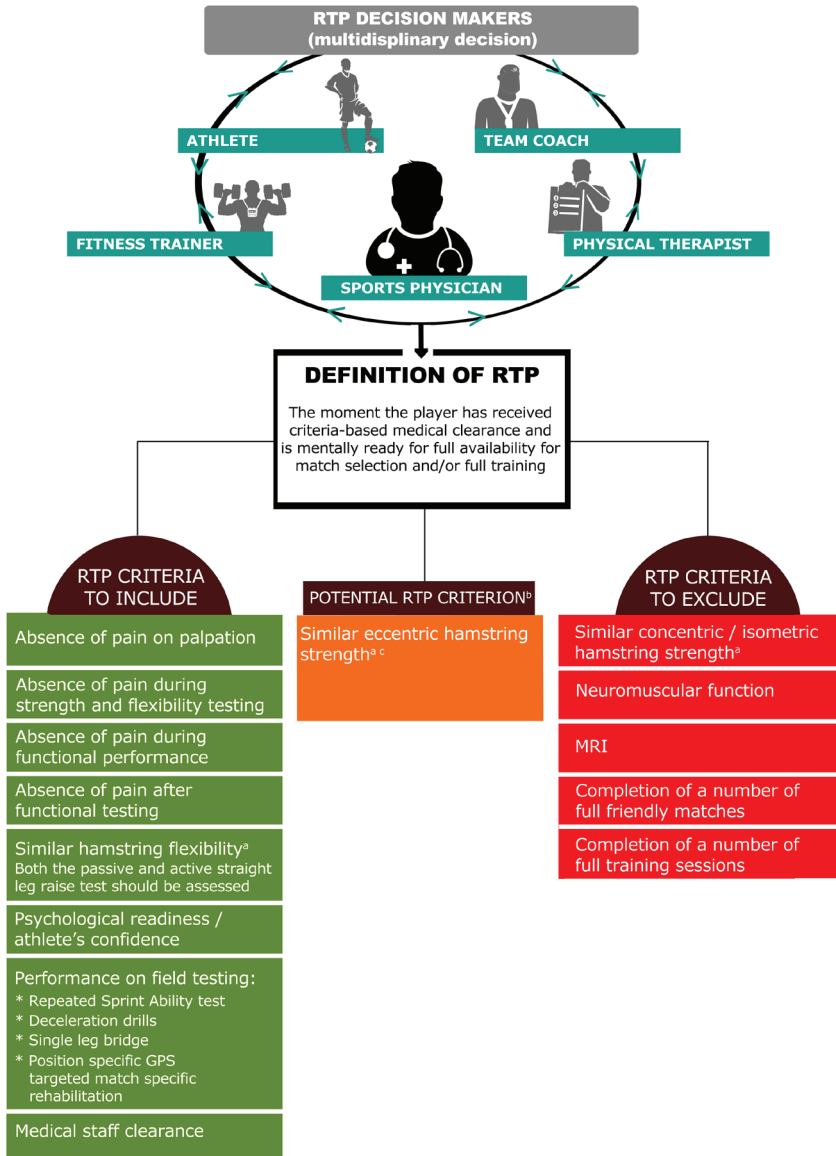 RTP DECISION MAKERS
(multidisplinary decision)
ATHLETE
TEAM COACH
FITNESS TRAINER
PHYSICAL THERAPIST
SPORTS PHYSICIAN
DEFINITION OF RTP
The moment the player has received
criteria-based medical clearance and
is mentally ready for full availability for
match selection and/or full training
RTP CRITERIA
TO INCLUDE
Absence of pain on palpation
Absence of pain during
strength and flexibility testing
Absence of pain during
functional performance
Absence of pain after
functional testing
Similar hamstring flexibilityᵃ
Both the passive and active straight
leg raise test should be assessed
Psychological readiness /
athlete’s confidence
Performance on field testing:
* Repeated Sprint Ability test
* Deceleration drills
* Single leg bridge
* Position specific GPS
targeted match specific
rehabilitation
Medical staff clearance
POTENTIAL RTP CRITERIONᵇ
Similar eccentric hamstring
strengthᵃ ᶜ
RTP CRITERIA
TO EXCLUDE
Similar concentric / isometric
hamstring strengthᵃ
Neuromuscular function
MRI
Completion of a number of
full friendly matches
Completion of a number of
full training sessions